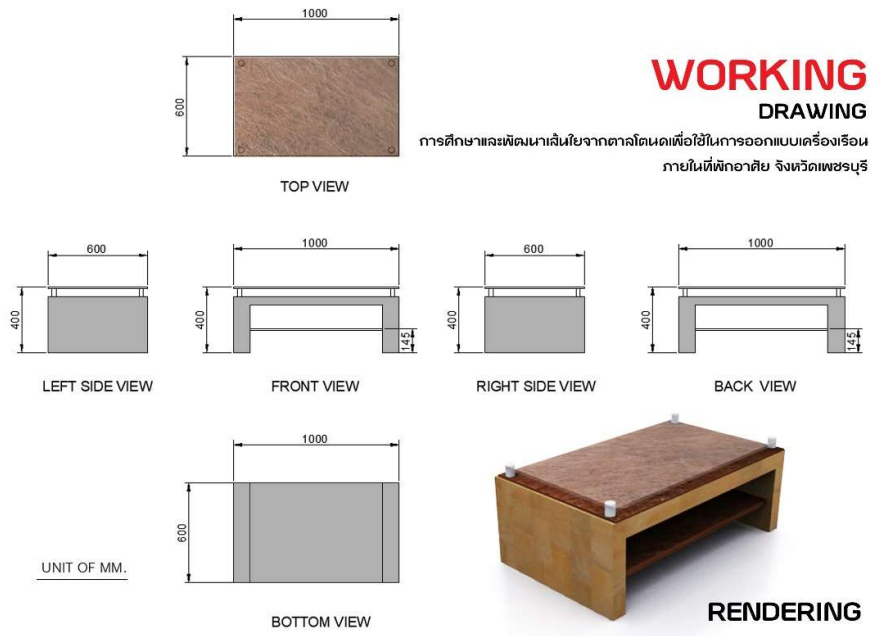 1000
WORKING
DRAWING
600
การศึกษาและพัฒนาเส้นใยจากตาลโตนดเพื่อใช้ในการออกแบบเครื่องเรือน
ภายในที่พักอาศัย จังหวัดเพชรบุรี
TOP VIEW
600
1000
600
1000
400
400
145
400
400
145
LEFT SIDE VIEW
FRONT VIEW
RIGHT SIDE VIEW
BACK VIEW
1000
600
UNIT OF MM.
BOTTOM VIEW
RENDERING